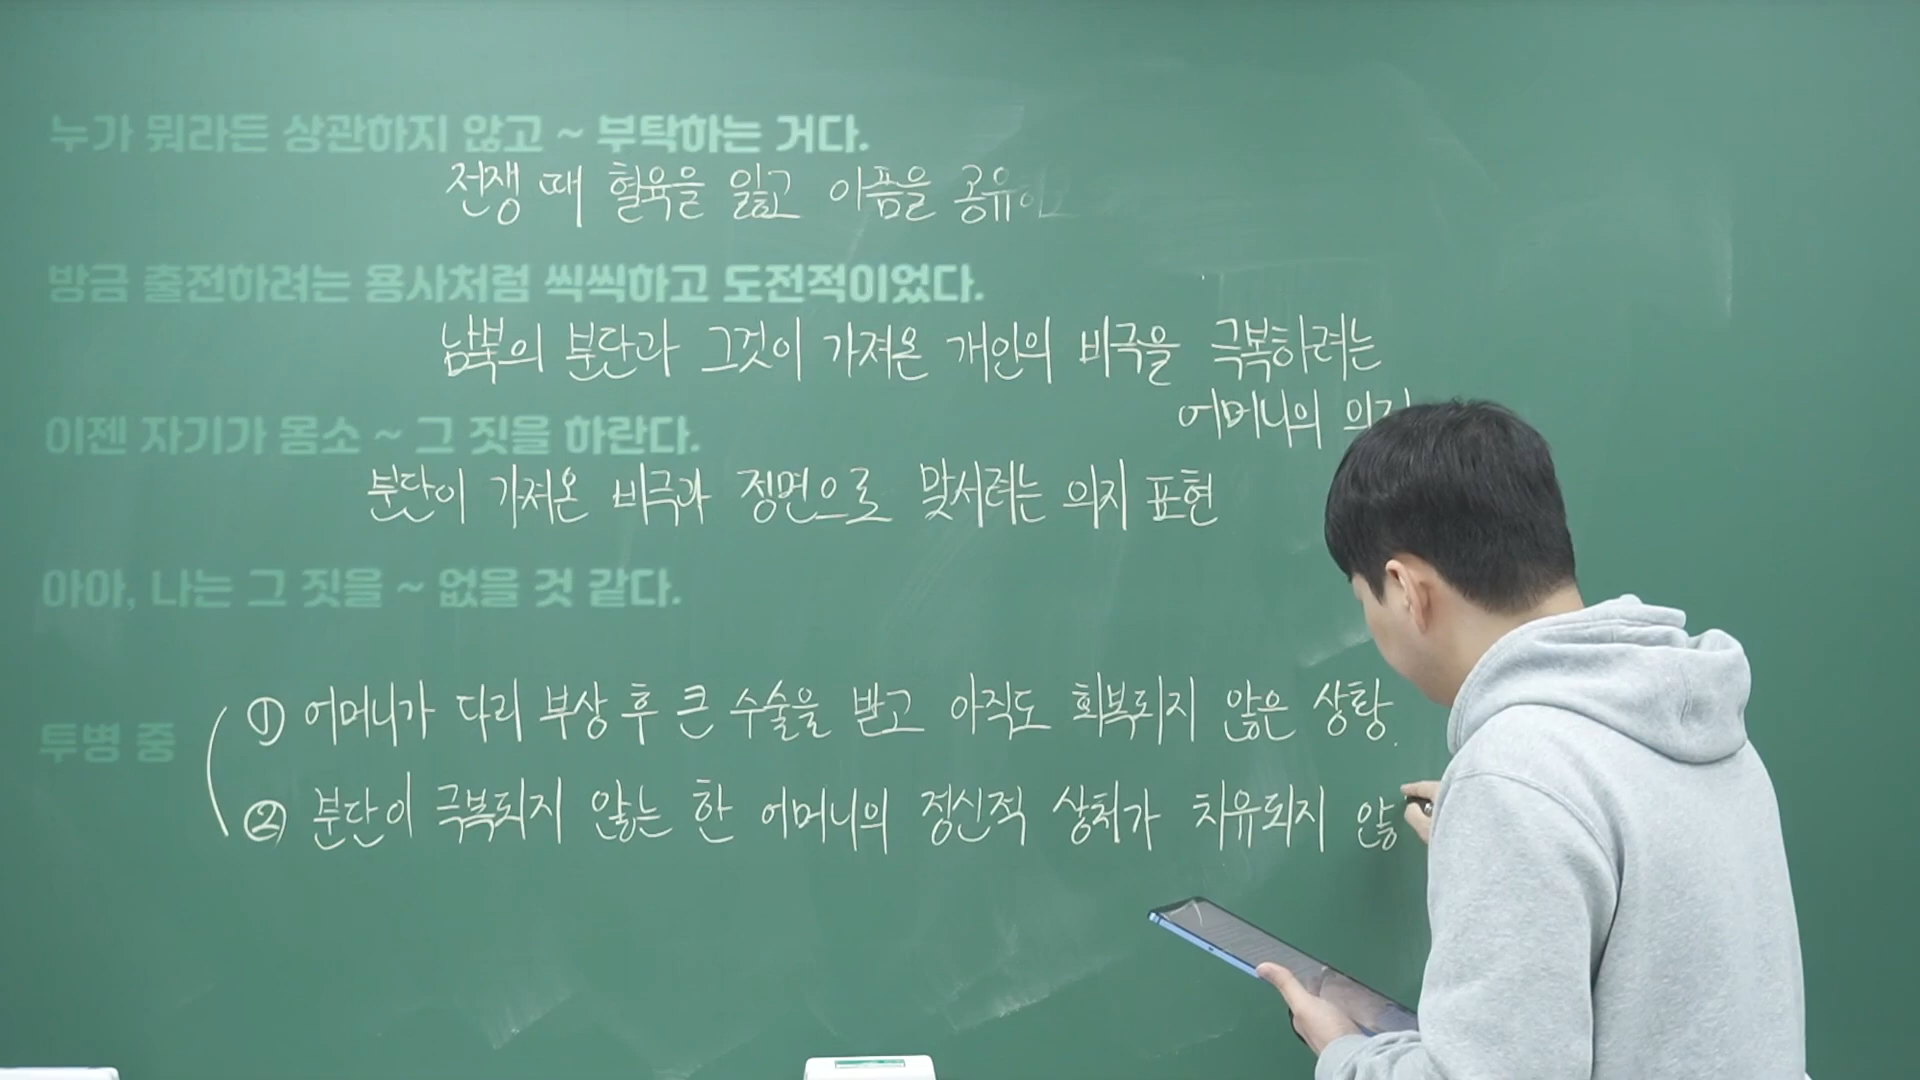 누가 뭐라든 상관하지 않고 ~ 부탁하는 거다.
전쟁 때 혈육을 잃고 아픔을 공유하고
방금 출전하려는 용사처럼 씩씩하고 도전적이었다.
남북의 분단과 그것이 가져온 개인의 비극을 극복하려는
어머니의 의지
이젠 자기가 몸소 ~ 그 짓을 하란다.
분단이 가져온 비극과 정면으로 맞서려는 의지 표현
아아, 나는 그 짓을 ~ 없을 것 같다.
투병 중
① 어머니가 다리 부상 후 큰 수술을 받고 아직도 회복되지 않은 상황.
② 분단이 극복되지 않는 한 어머니의 정신적 상처가 치유되지 않